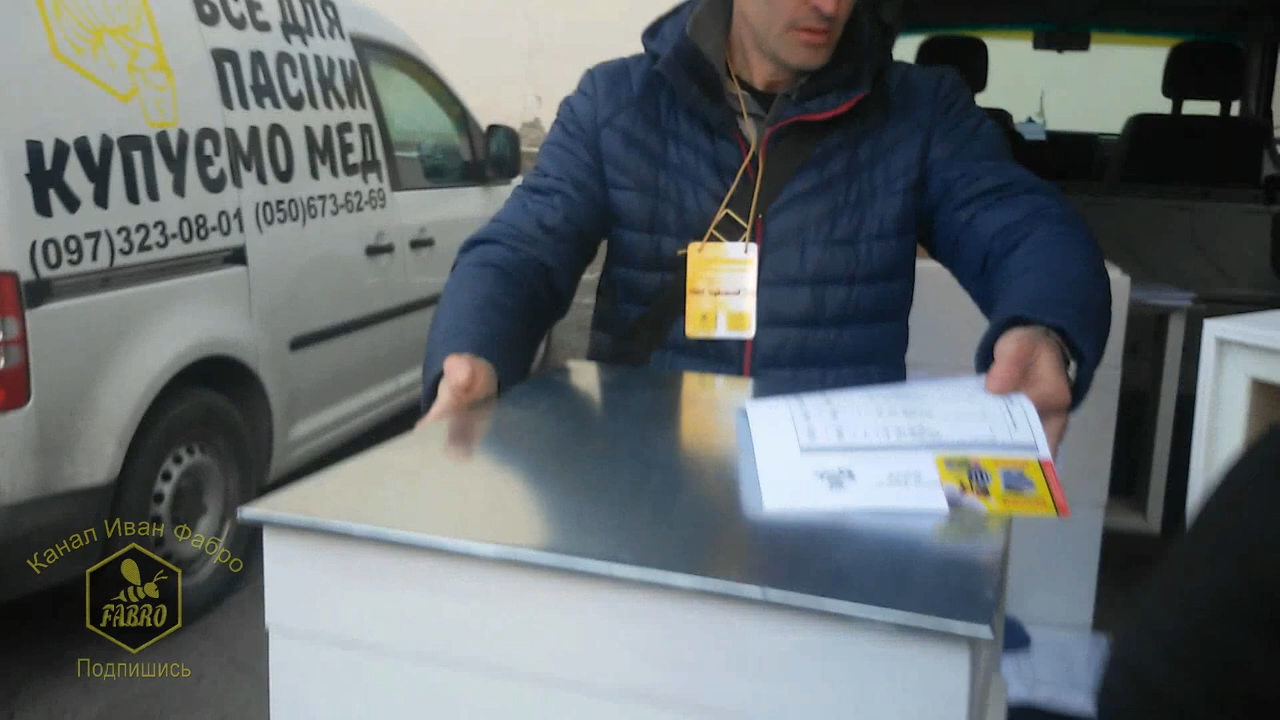 ВСЕ ДЛЯ
ПАСІКИ
КУПУЄМО МЕД
(097)323-08-01 (050)673-62-69
Канал Иван Фабро
FABRO
Подпишись